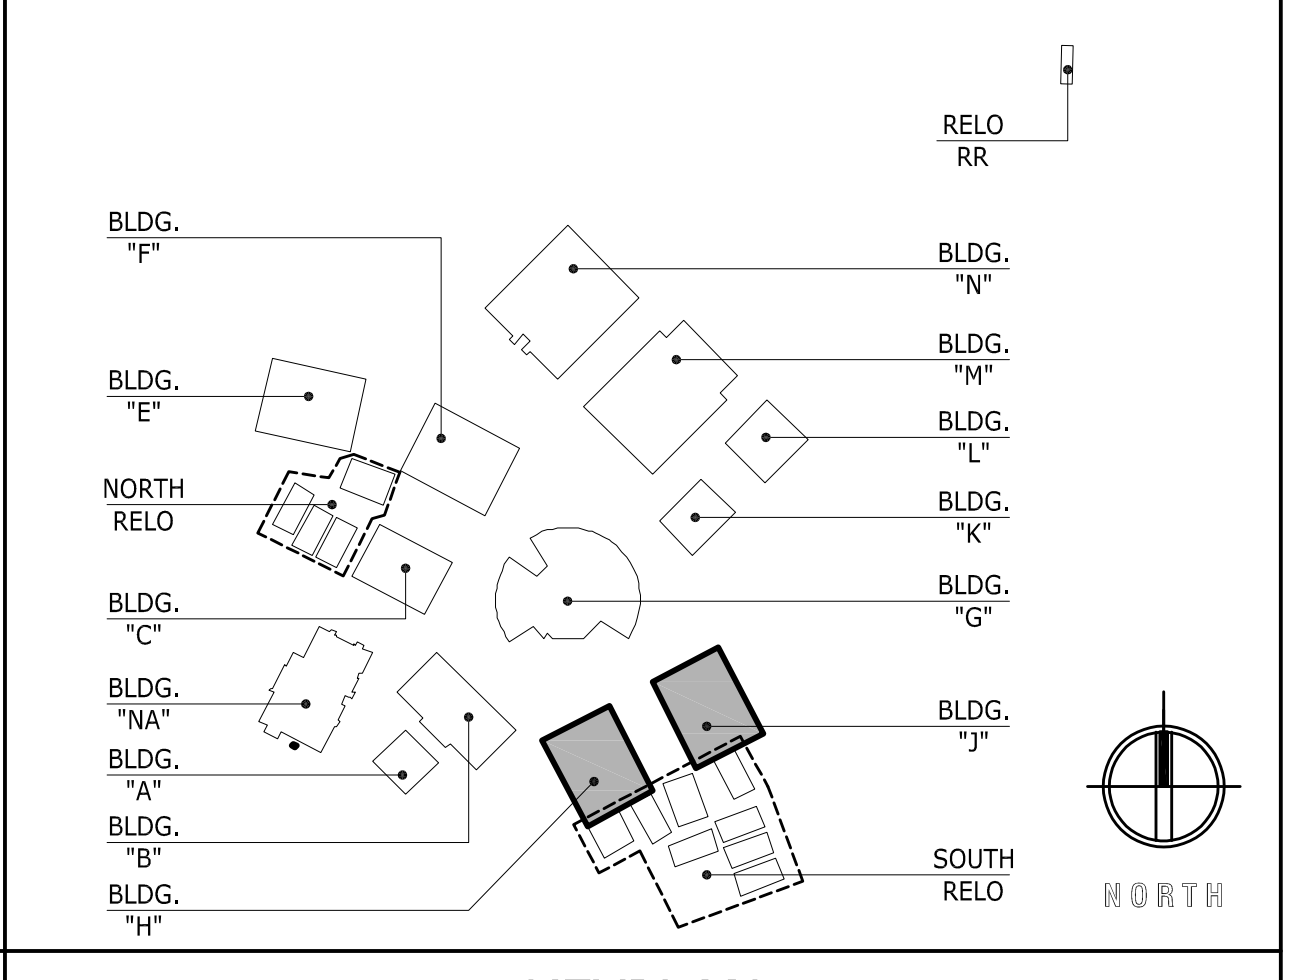 RELO
RR
BLDG.
"F"
BLDG.
"N"
BLDG.
"M"
BLDG.
"E"
BLDG.
"L"
NORTH
RELO
BLDG.
"K"
BLDG.
"G"
BLDG.
"C"
BLDG.
"NA"
BLDG.
"J"
BLDG.
"A"
BLDG.
"B"
SOUTH
RELO
BLDG.
"H"
NORTH